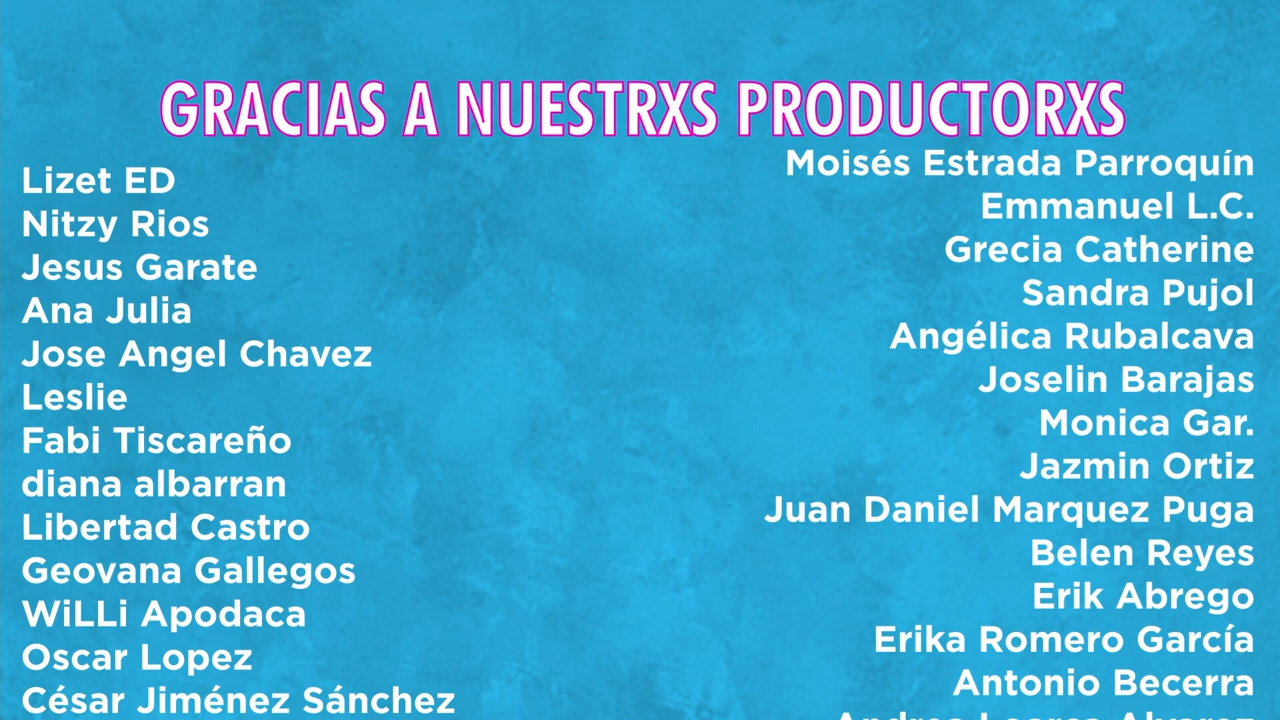 GRACIAS A NUESTRXS PRODUCTORXS
Lizet ED
Nitzy Rios
Jesus Garate
Ana Julia
Jose Angel Chavez
Leslie
Fabi Tiscareño
diana albarran
Libertad Castro
Geovana Gallegos
WiLLi Apodaca
Oscar Lopez
César Jiménez Sánchez
Moisés Estrada Parroquín
Emmanuel L.C.
Grecia Catherine
Sandra Pujol
Angélica Rubalcava
Joselin Barajas
Monica Gar.
Jazmin Ortiz
Juan Daniel Marquez Puga
Belen Reyes
Erik Abrego
Erika Romero García
Antonio Becerra